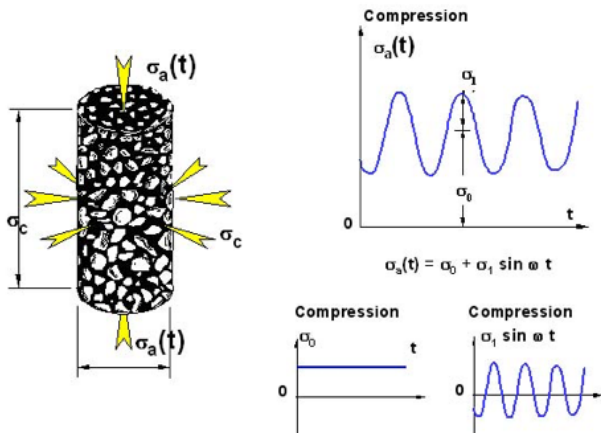 σa(t)
σc
σc
σa(t)
Compression
σa(t)
σ1
σ0
0
t
σa(t) = σ0 + σ1 sin ω t
Compression
σ0
t
0
Compression
σ1 sin ω t
0